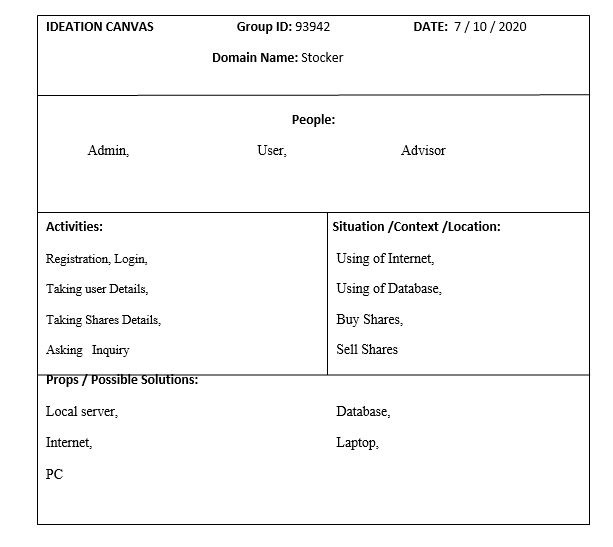 IDEATION CANVAS Group ID: 93942 DATE: 7 / 10 / 2020
Domain Name: Stocker
People:
Admin, User, Advisor
Activities:
Registration, Login,
Taking user Details,
Taking Shares Details,
Asking Inquiry
Situation /Context /Location:
Using of Internet,
Using of Database,
Buy Shares,
Sell Shares
Props / Possible Solutions:
Local server, Database,
Internet, Laptop,
PC